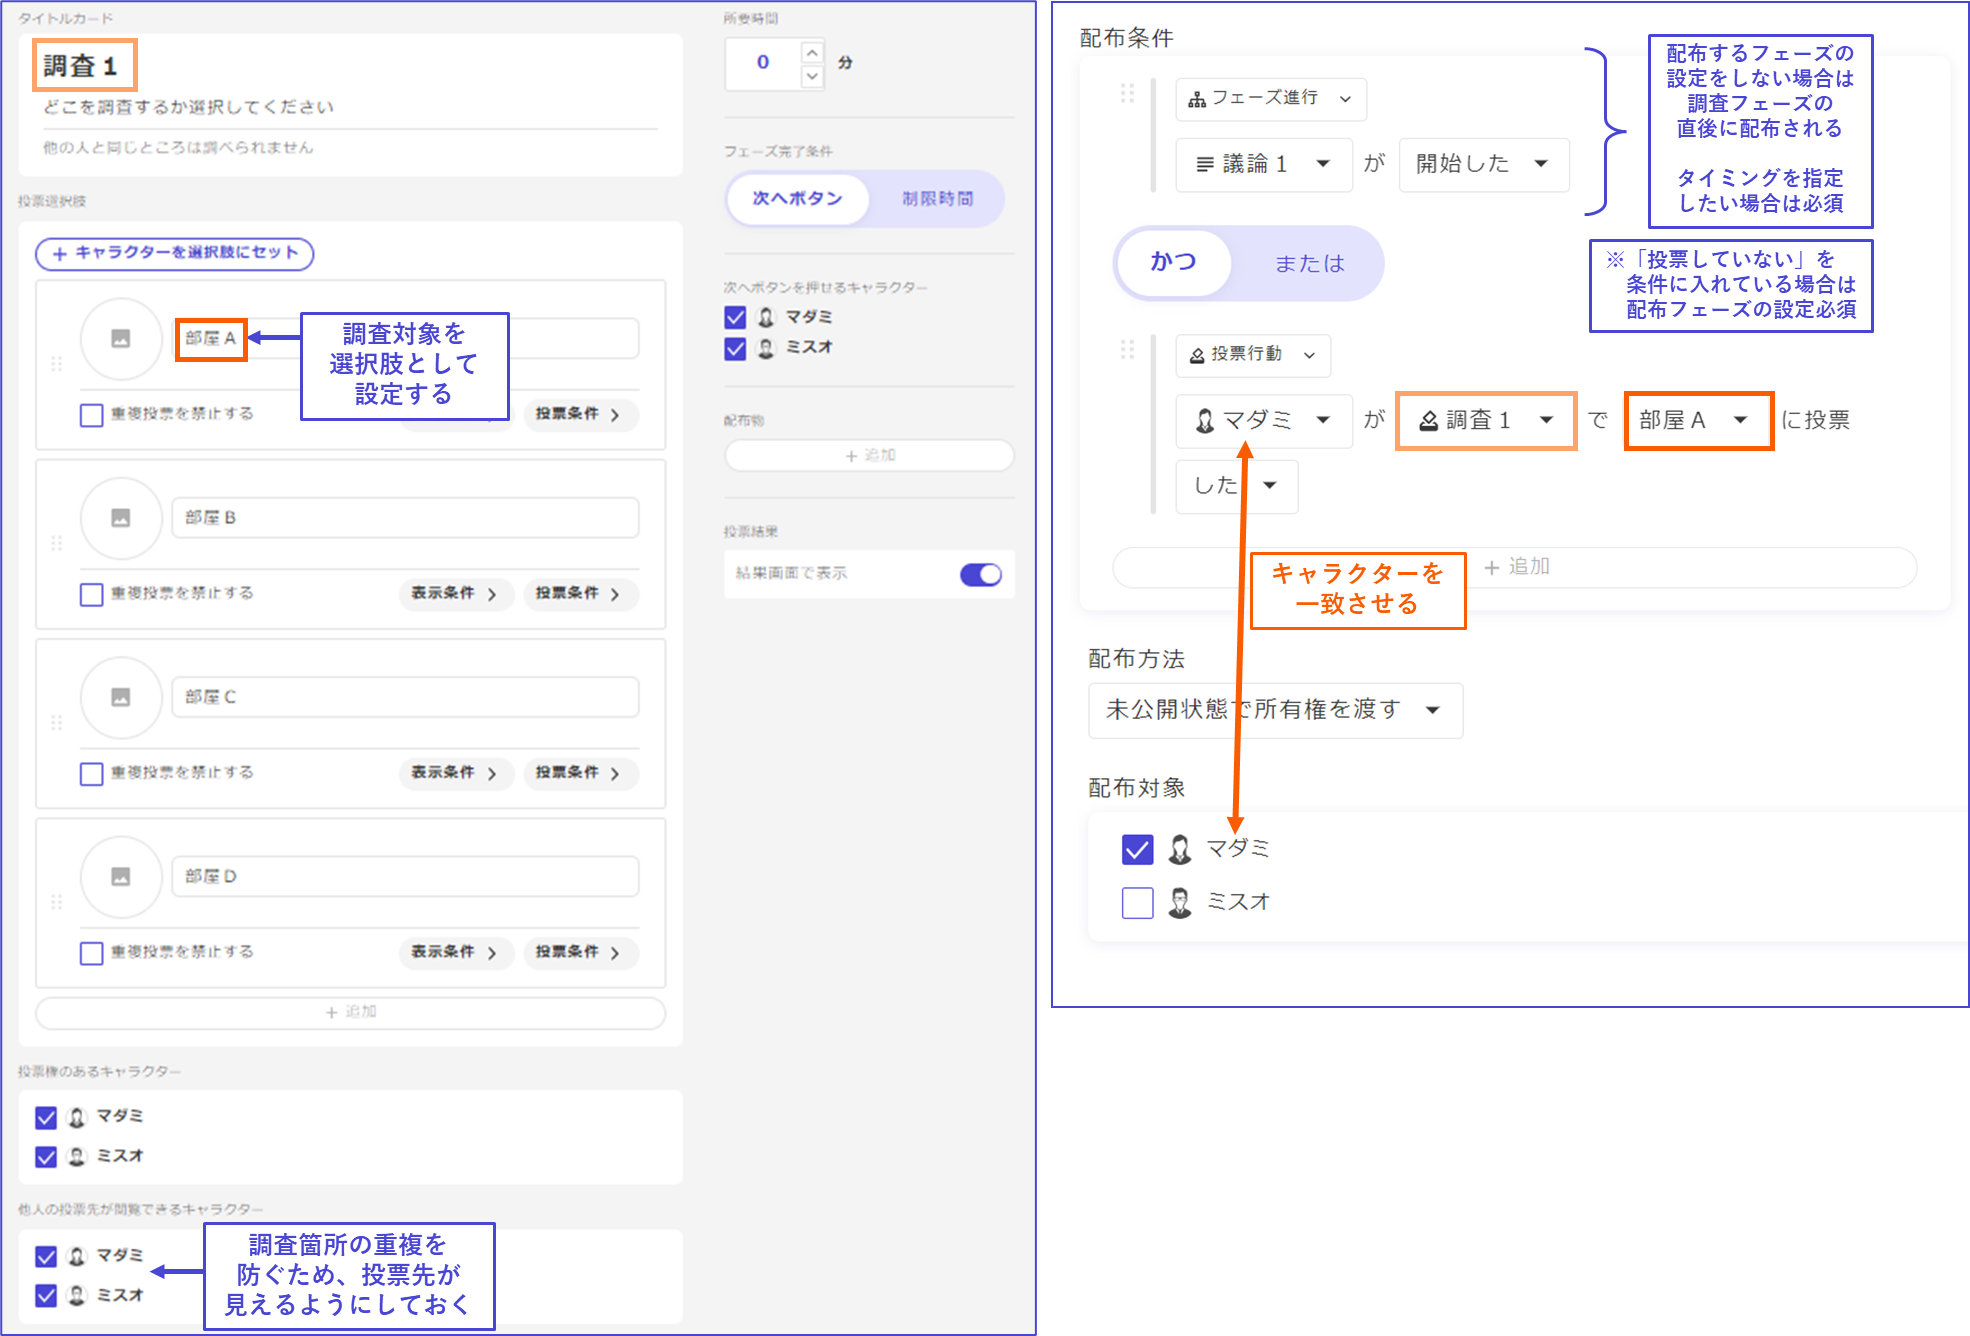 タイトルカード
調査 1
どこを調査するか選択してください
他の人と同じところは調べられません
投票選択肢
+ キャラクターを選択肢にセット
部屋 A
調査対象を
選択肢として
設定する
重複投票を禁止する
投票条件
部屋 B
重複投票を禁止する
表示条件
投票条件
部屋 C
重複投票を禁止する
表示条件
投票条件
部屋 D
重複投票を禁止する
表示条件
投票条件
+ 追加
投票権のあるキャラクター
マダミ
ミスオ
他人の投票先が閲覧できるキャラクター
マダミ
ミスオ
調査箇所の重複を
防ぐため、投票先が
見えるようにしておく
所要時間
0 分
フェーズ完了条件
次へボタン
制限時間
次へボタンを押せるキャラクター
マダミ
ミスオ
配布物
+ 追加
投票結果
結果画面で表示
配布条件
フェーズ進行
議論 1 が 開始した
配布するフェーズの
設定をしない場合は
調査フェーズの
直後に配布される
タイミングを指定
したい場合は必須
かつ
または
※「投票していない」を
条件に入れている場合は
配布フェーズの設定必須
投票行動
マダミ が 調査 1 で 部屋 A に投票
した
+ 追加
キャラクターを
一致させる
配布方法
未公開状態で所有権を渡す
配布対象
マダミ
ミスオ